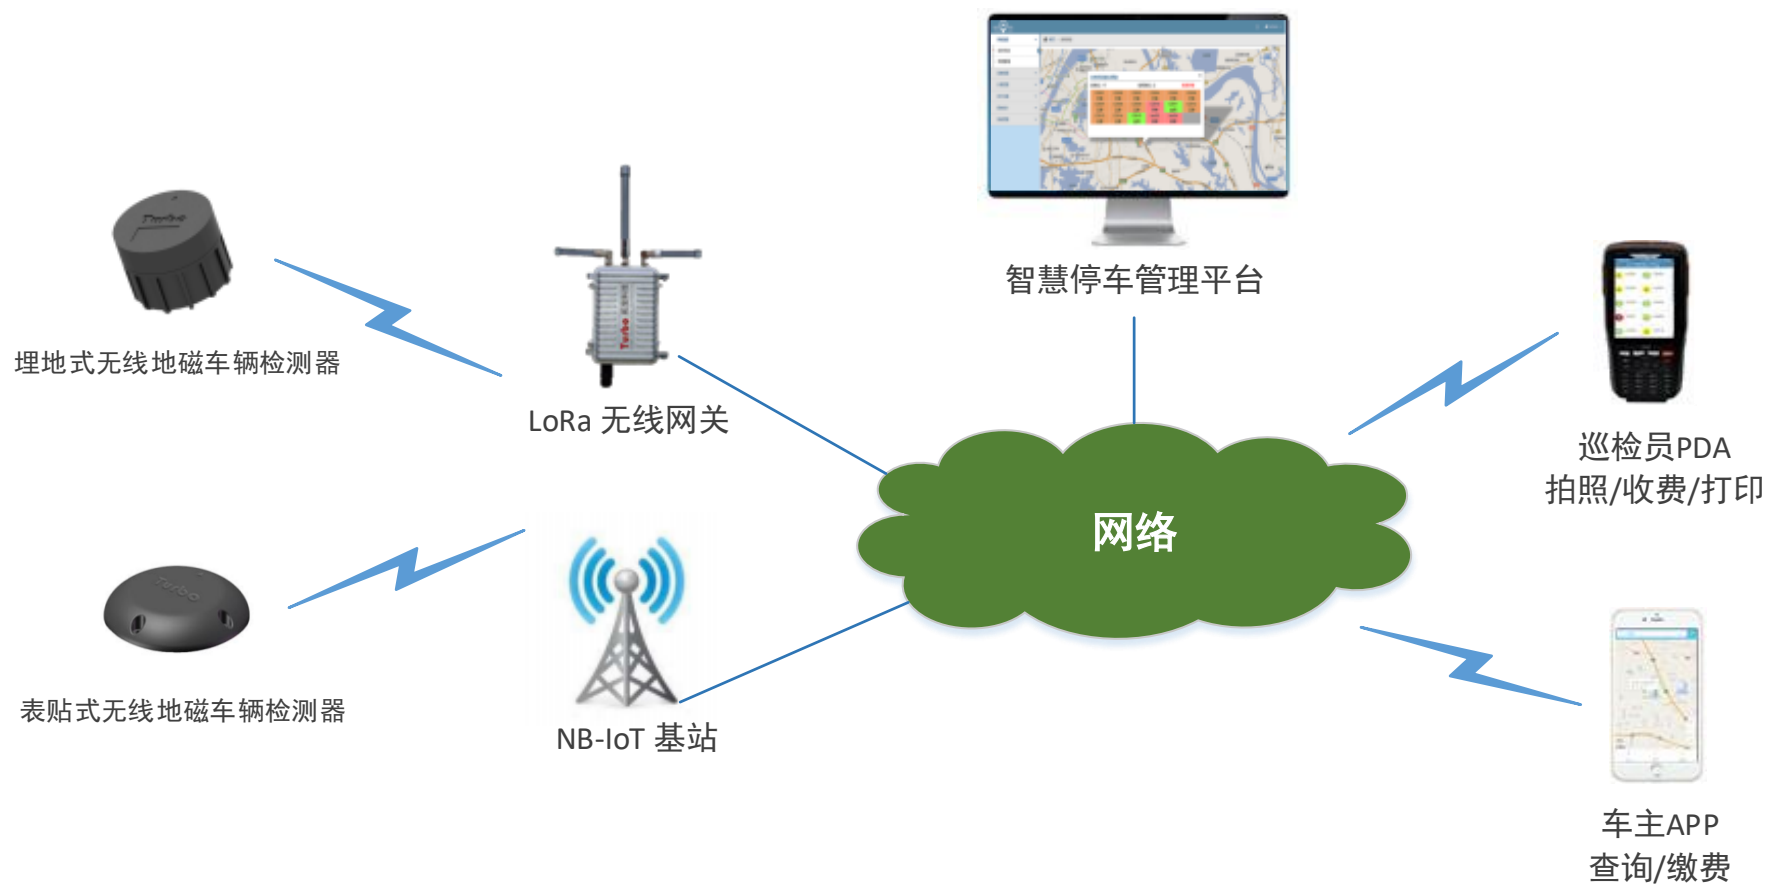 Turbo
埋地式无线地磁车辆检测器
Turbo
LoRa 无线网关
智慧停车管理平台
巡检员PDA
拍照/收费/打印
网络
Turbo
表贴式无线地磁车辆检测器
NB-IoT 基站
车主APP
查询/缴费